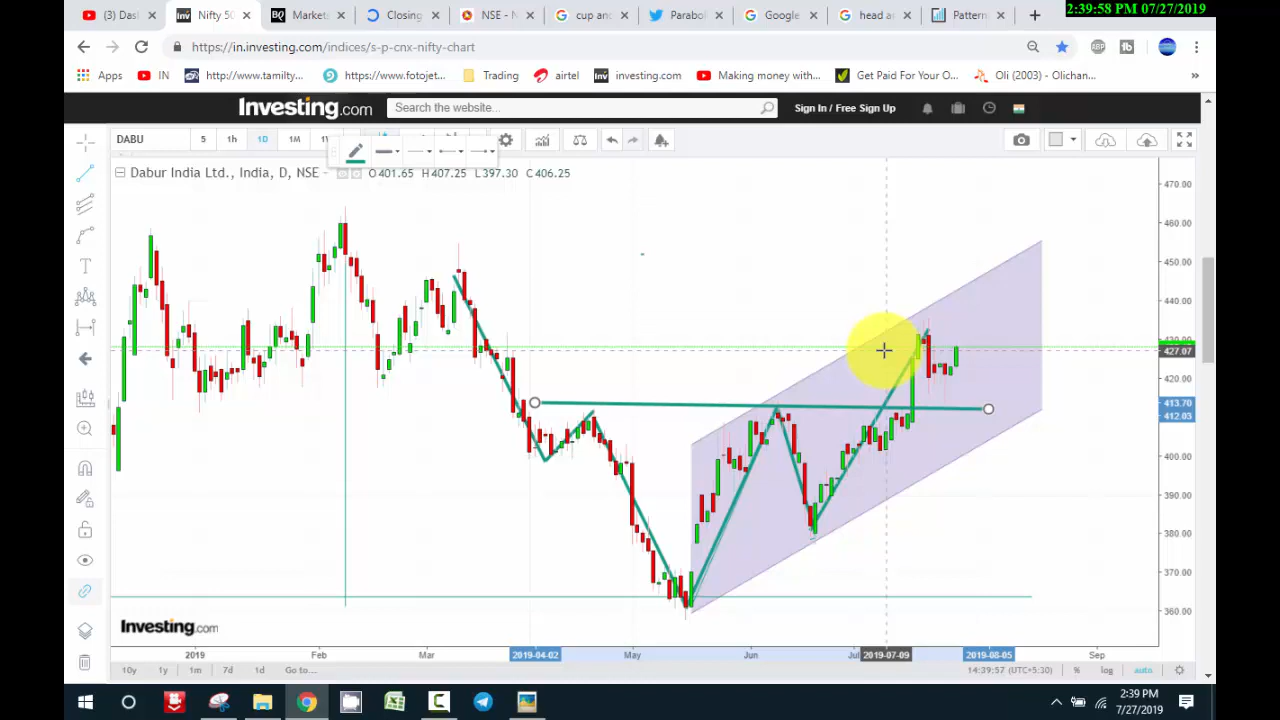 2:39:58 PM 07/27/2019
(3) Dasl
Nifty 50
Markets
Closing
NSE - N
cup and
Parabol
Google
head a
Pattern
https://in.investing.com/indices/s-p-cnx-nifty-chart
Apps
IN
http://www.tamilty...
https://www.fotojet...
Trading
airtel
investing.com
Making money with...
Get Paid For Your O...
Oli (2003) - Olichan...
»
Investing.com
Search the website...
Sign In / Free Sign Up
DABU
5
1h
1D
1M
Dabur India Ltd., India, D, NSE
O401.65 H407.25 L397.30 C406.25
470.00
460.00
450.00
440.00
427.07
420.00
413.70
412.03
400.00
390.00
380.00
370.00
360.00
Investing.com
2019
Feb
Mar
2019-04-02
May
Jun
2019-07-09
2019-08-05
Sep
10y
1y
1m
7d
1d
Go to...
14:39:57 (UTC+5:30)
%
log
auto
2:39 PM
7/27/2019